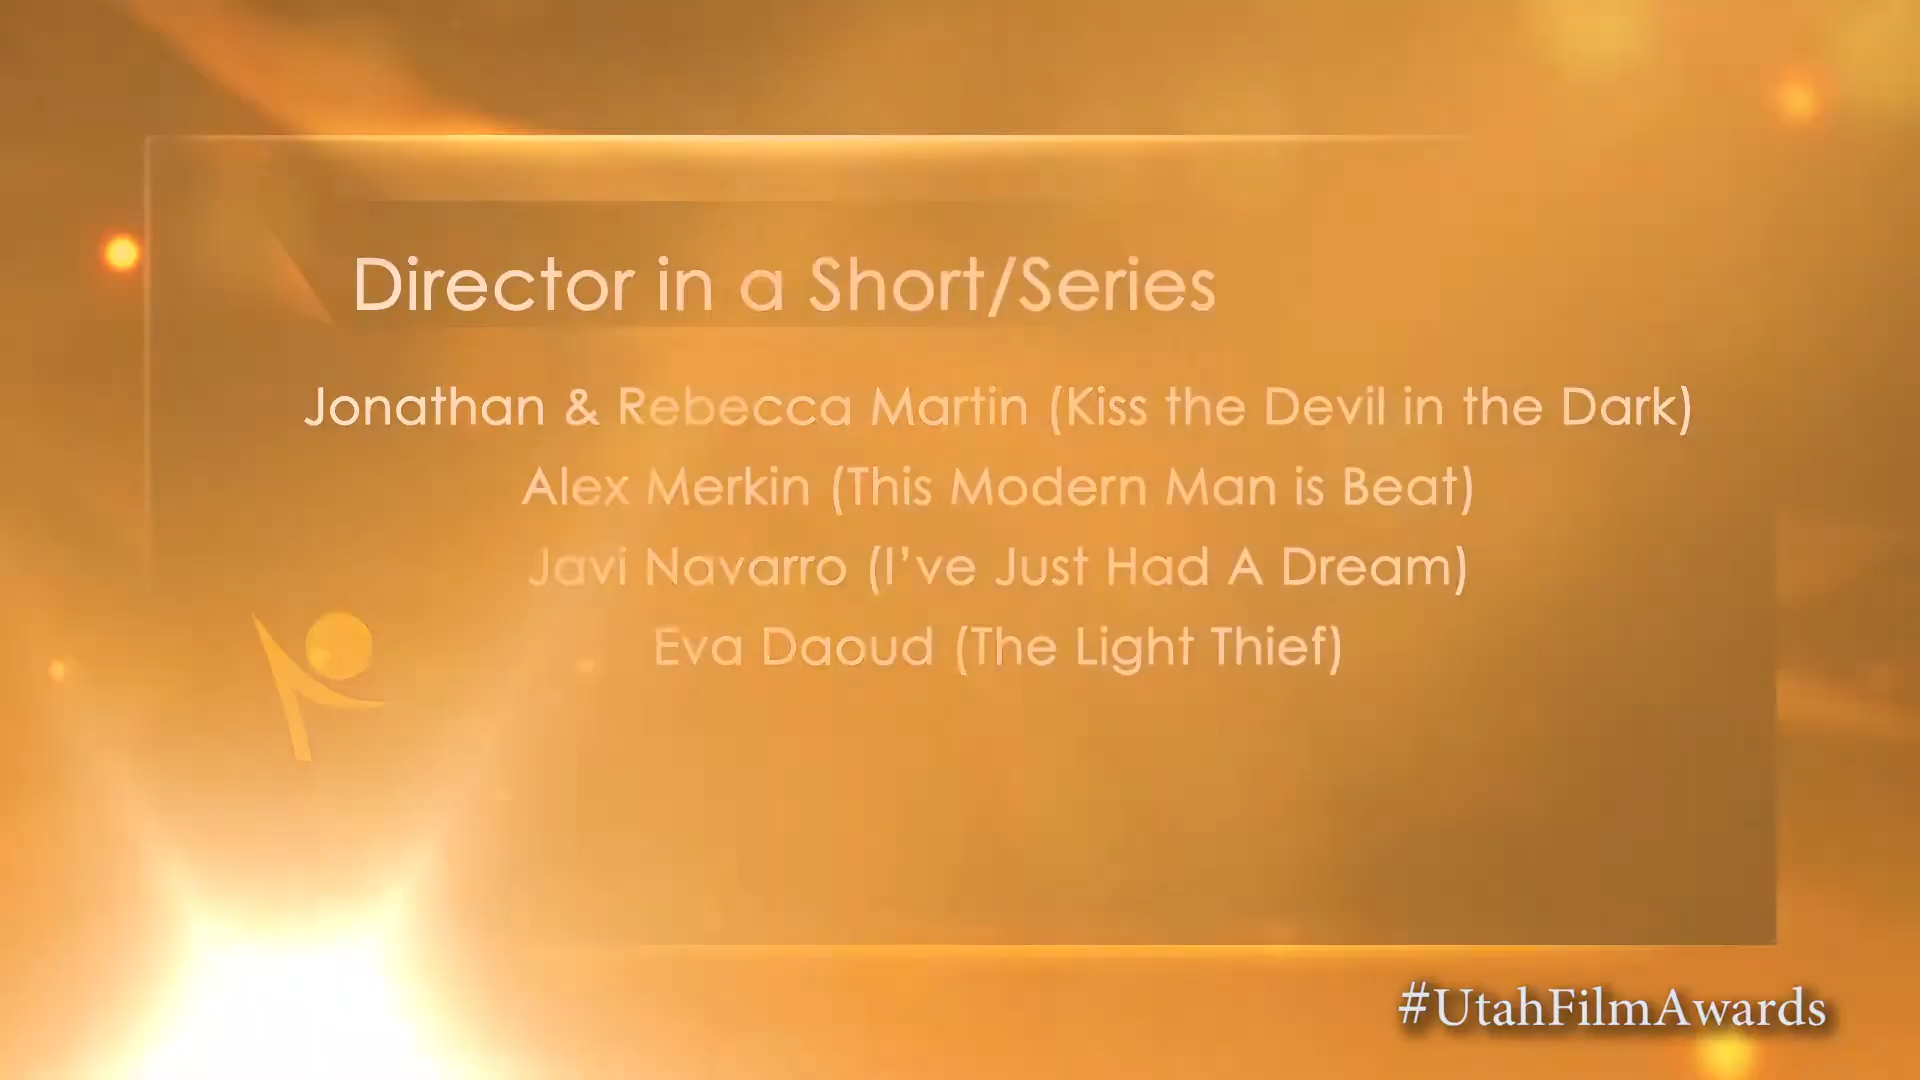 Director in a Short/Series
Jonathan & Rebecca Martin (Kiss the Devil in the Dark)
Alex Merkin (This Modern Man is Beat)
Javi Navarro (I’ve Just Had A Dream)
Eva Daoud (The Light Thief)
#UtahFilmAwards